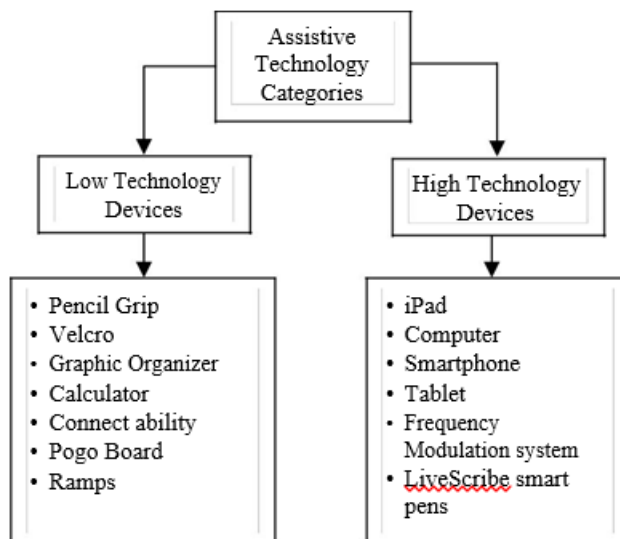 Assistive
Technology
Categories
Low Technology
Devices
High Technology
Devices
• Pencil Grip
• Velcro
• Graphic Organizer
• Calculator
• Connect ability
• Pogo Board
• Ramps
• iPad
• Computer
• Smartphone
• Tablet
• Frequency
Modulation system
• LiveScribe smart
pens